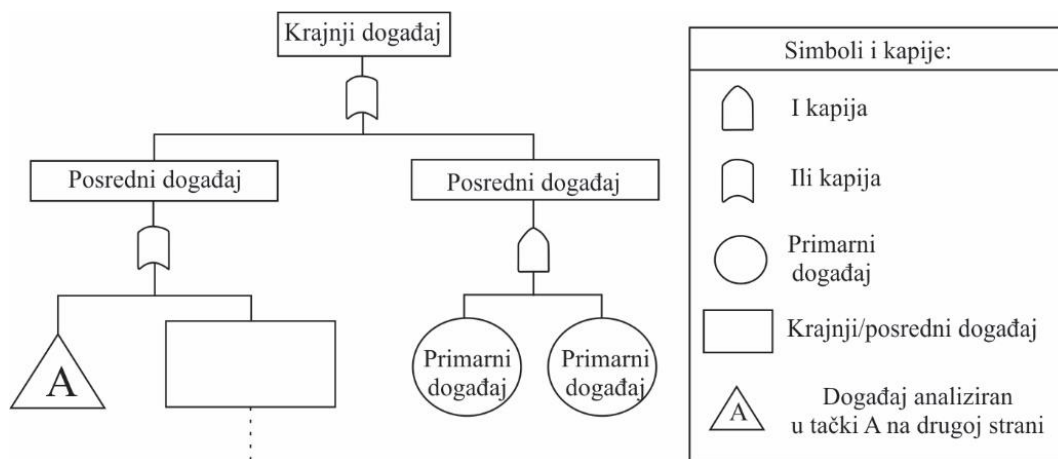 Krajnji događaj
Posredni događaj
Posredni događaj
A
Primarni
događaj
Primarni
događaj
Simboli i kapije:
I kapija
Ili kapija
Primarni
događaj
Krajnji/posredni događaj
A
Događaj analiziran
u tački A na drugoj strani